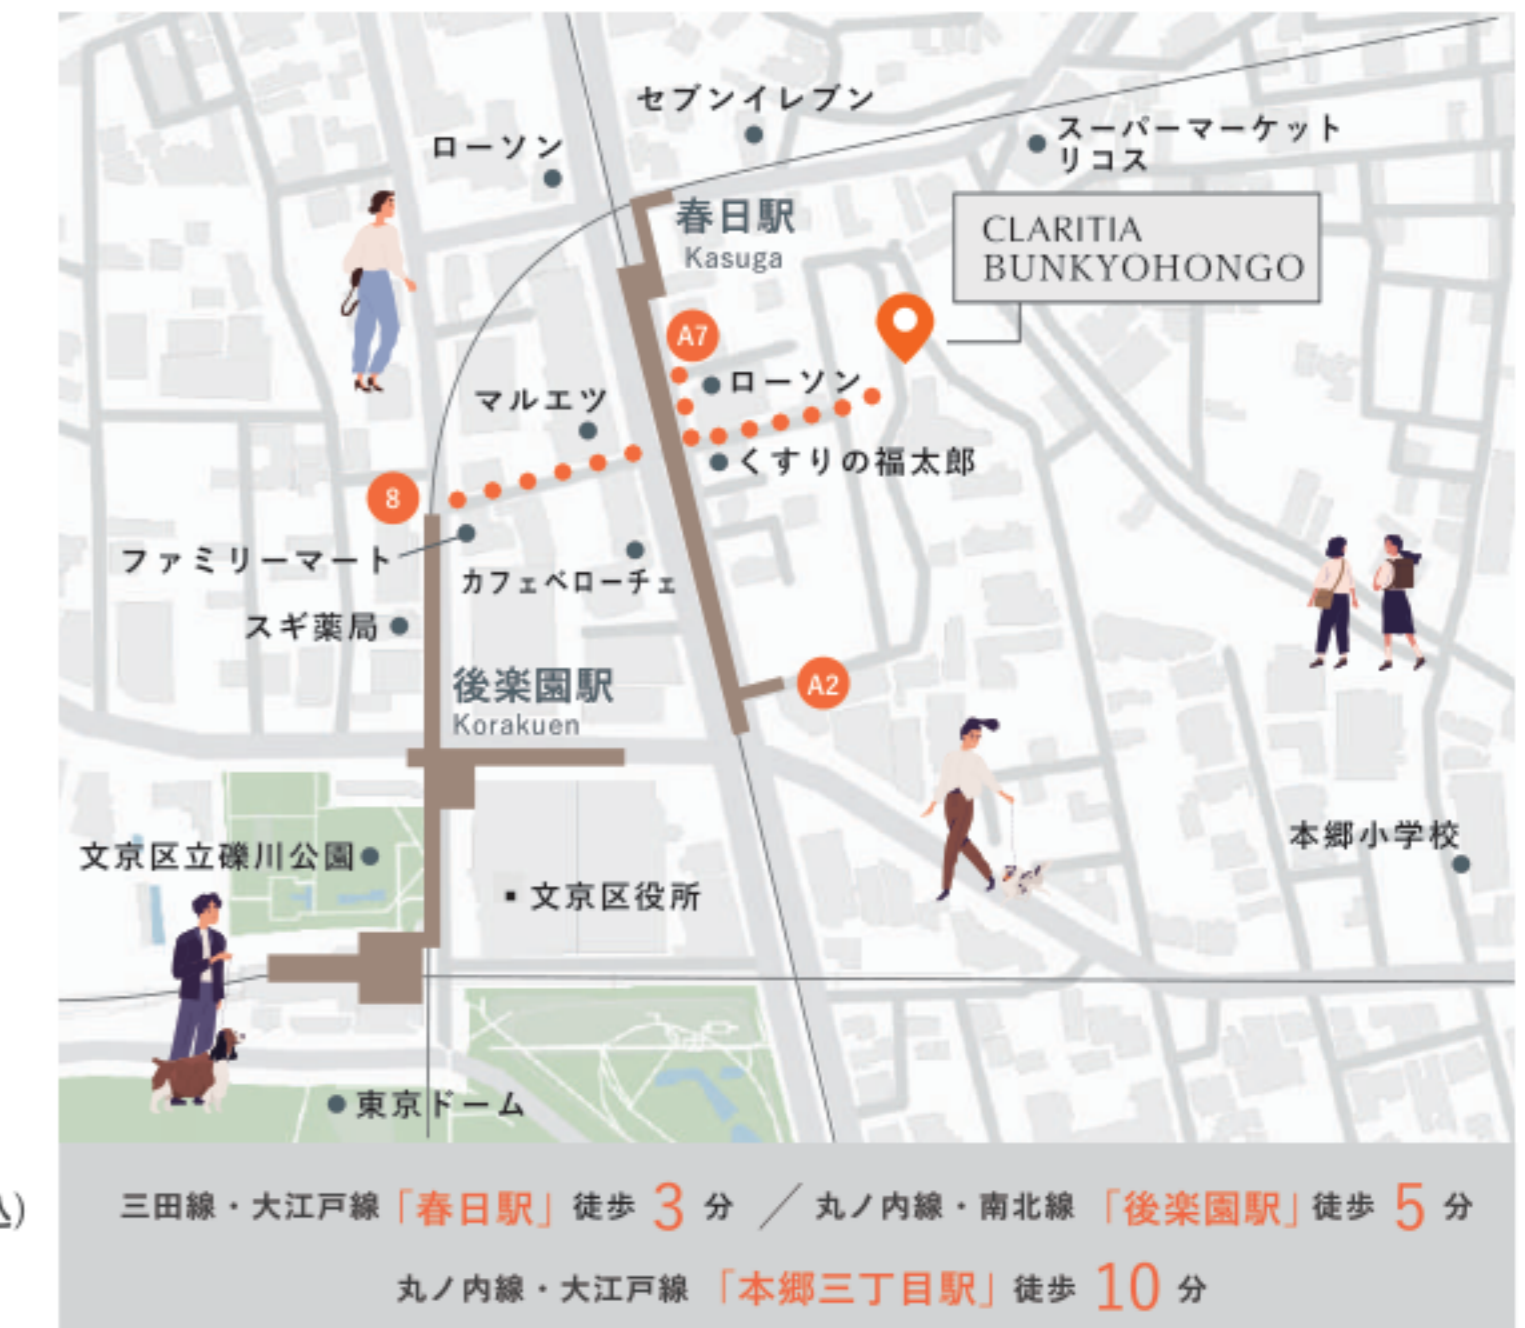 セブンイレブン
ローソン
スーパーマーケット
リコス
春日駅
Kasuga
CLARITIA
BUNKYOHONGO
A7
ローソン
マルエツ
くすりの福太郎
8
ファミリーマート
カフェベローチェ
スギ薬局
後楽園駅
Korakuen
A2
本郷小学校
文京区立礫川公園
文京区役所
東京ドーム
込)
三田線・大江戸線「春日駅」徒歩 3 分 ／ 丸ノ内線・南北線 「後楽園駅」徒歩 5 分
丸ノ内線・大江戸線 「本郷三丁目駅」徒歩 10 分